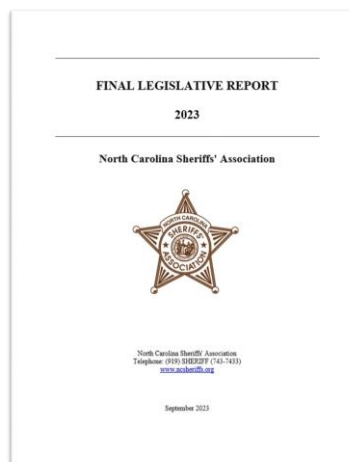 FINAL LEGISLATIVE REPORT
2023
North Carolina Sheriffs' Association
NORTH CAROLINA
SHERIFFS'
ASSOCIATION
North Carolina Sheriffs' Association
Telephone: (919) SHERIFF (743-7433)
www.ncsheriffs.org
September 2023